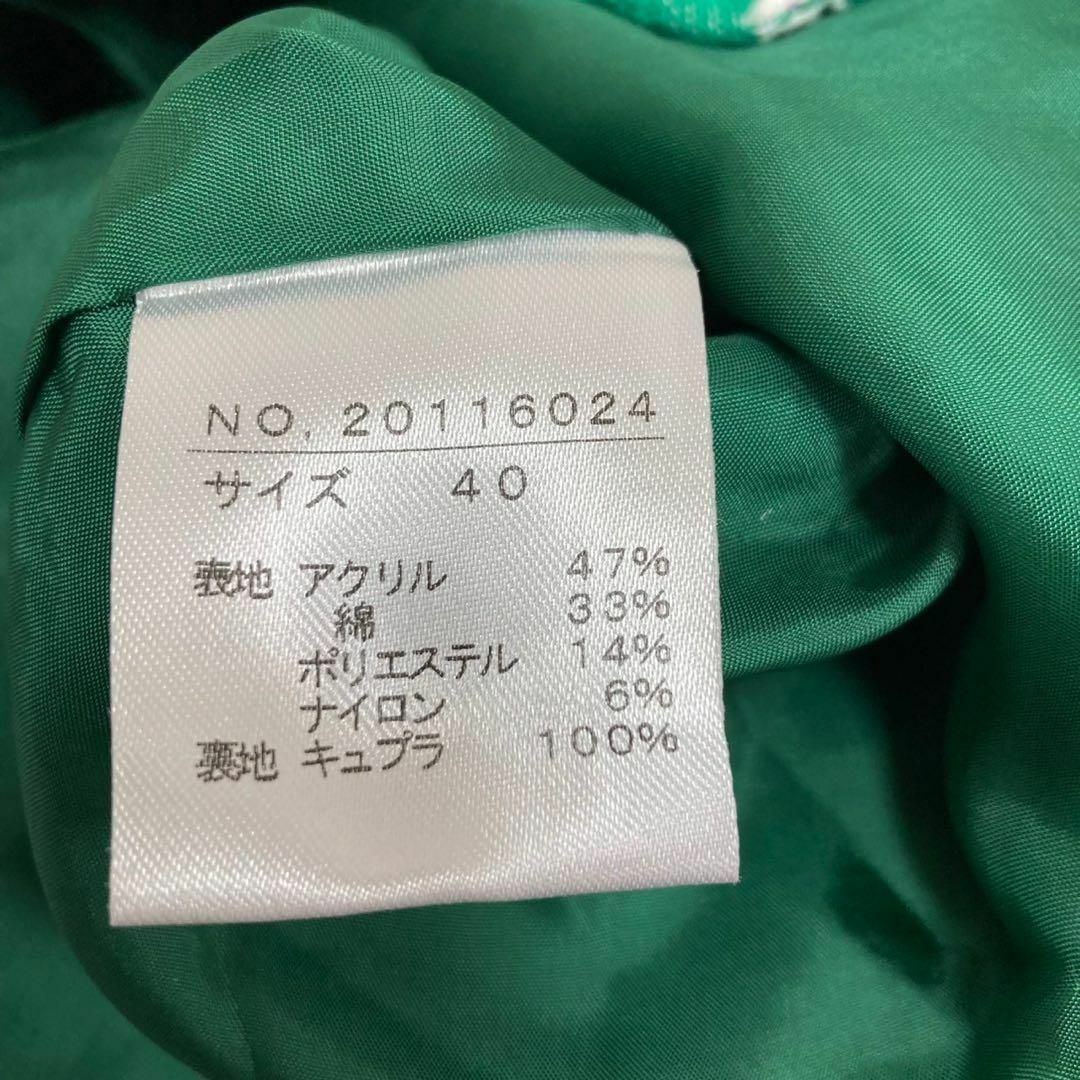 NO. 20116024
サイズ 40
表地 アクリル 47%
綿 33%
ポリエステル 14%
ナイロン 6%
裏地 キュプラ 100%